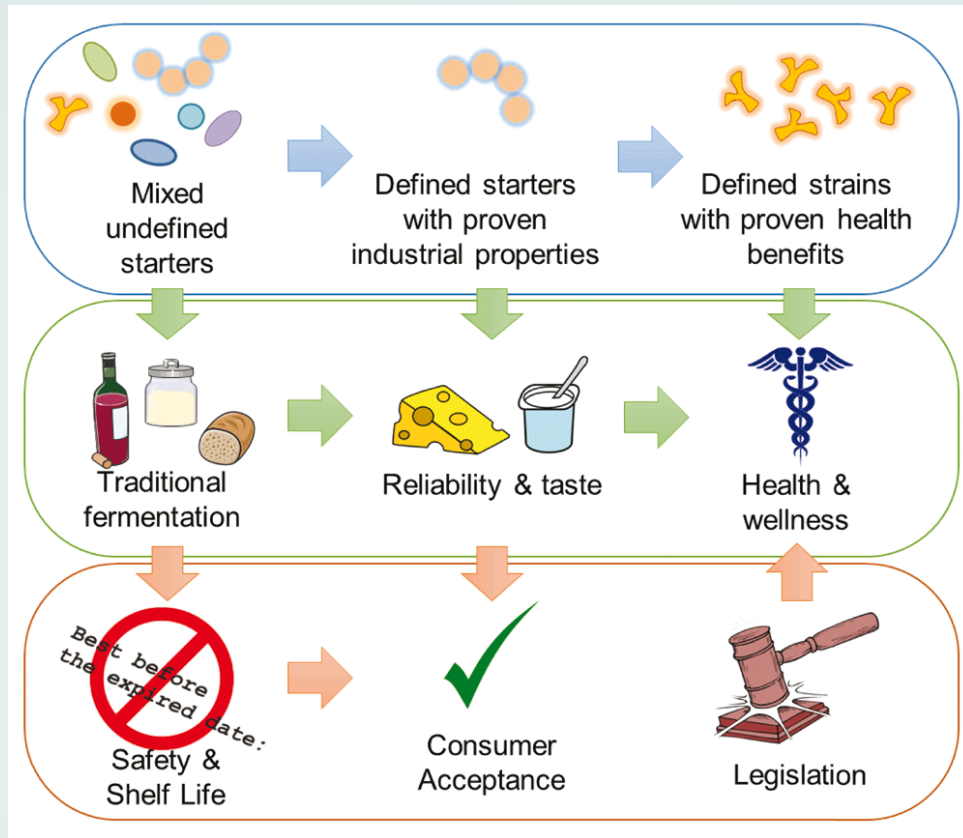 Mixed
undefined
starters
Defined starters
with proven
industrial properties
Defined strains
with proven health
benefits
Traditional
fermentation
Reliability & taste
Health &
wellness
Best before
the expired date:
Safety &
Shelf Life
Consumer
Acceptance
Legislation